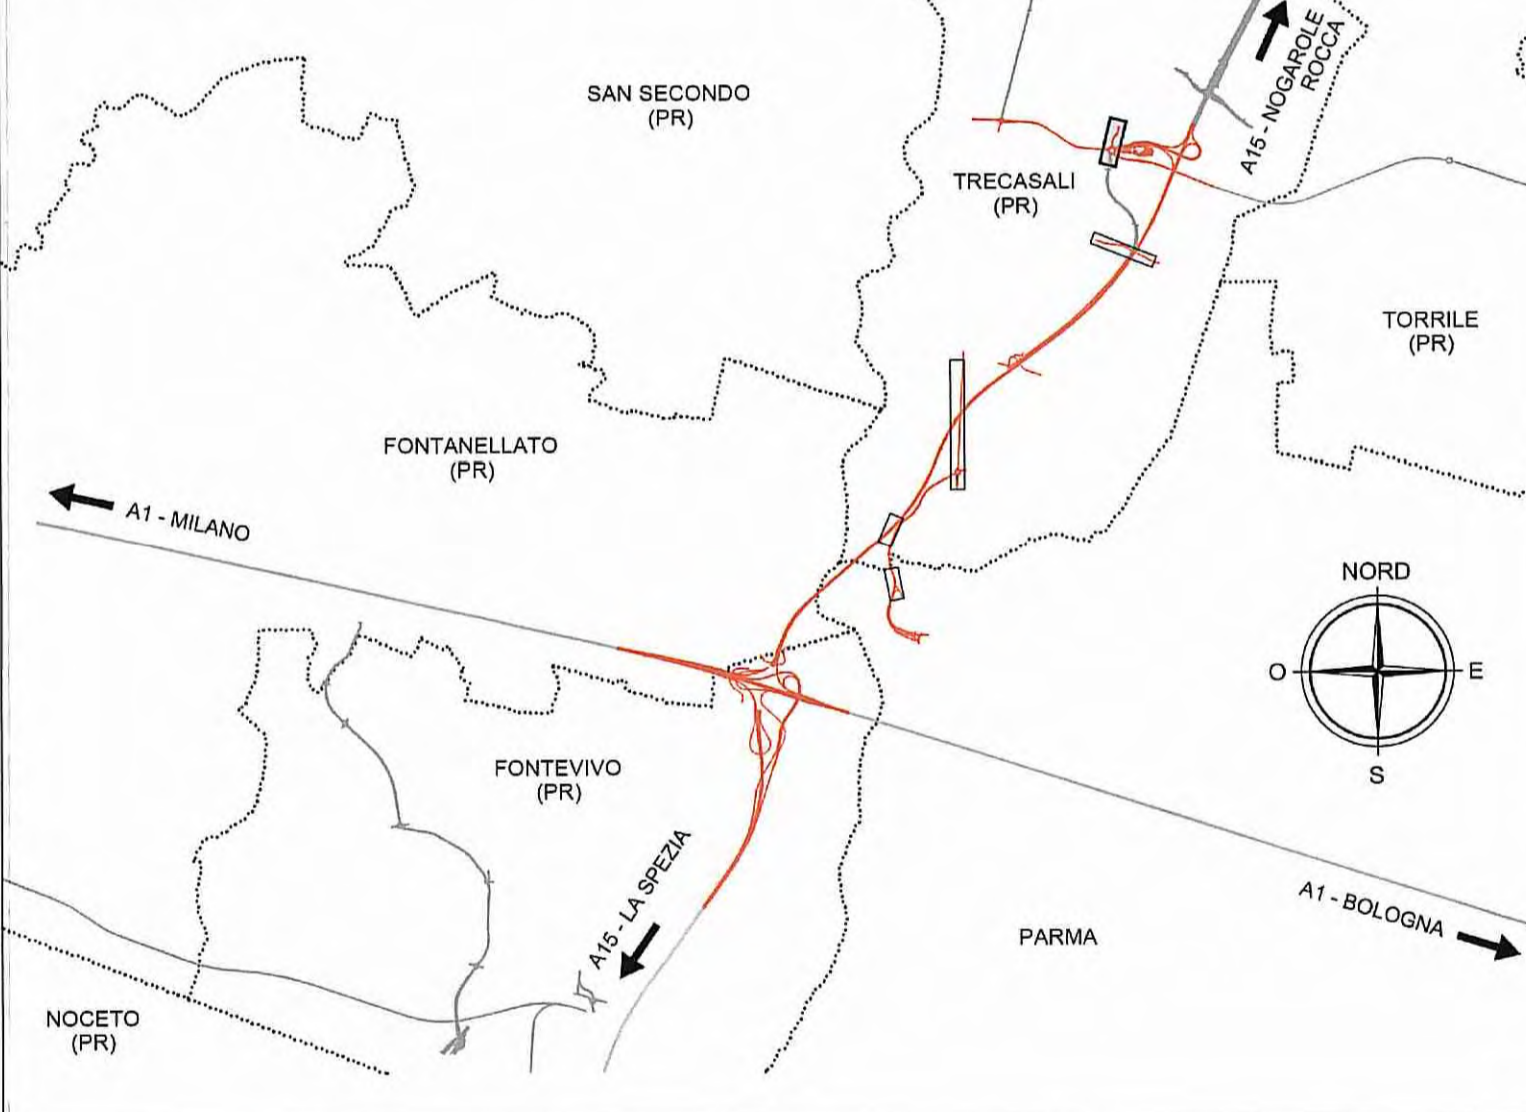 SAN SECONDO
(PR)
A15 - NOGAROLE
ROCCA
TRECASALI
(PR)
TORRILE
(PR)
FONTANELLATO
(PR)
A1 - MILANO
NORD
O
E
S
FONTEVIVO
(PR)
A15 - LA SPEZIA
A1 - BOLOGNA
PARMA
NOCETO
(PR)